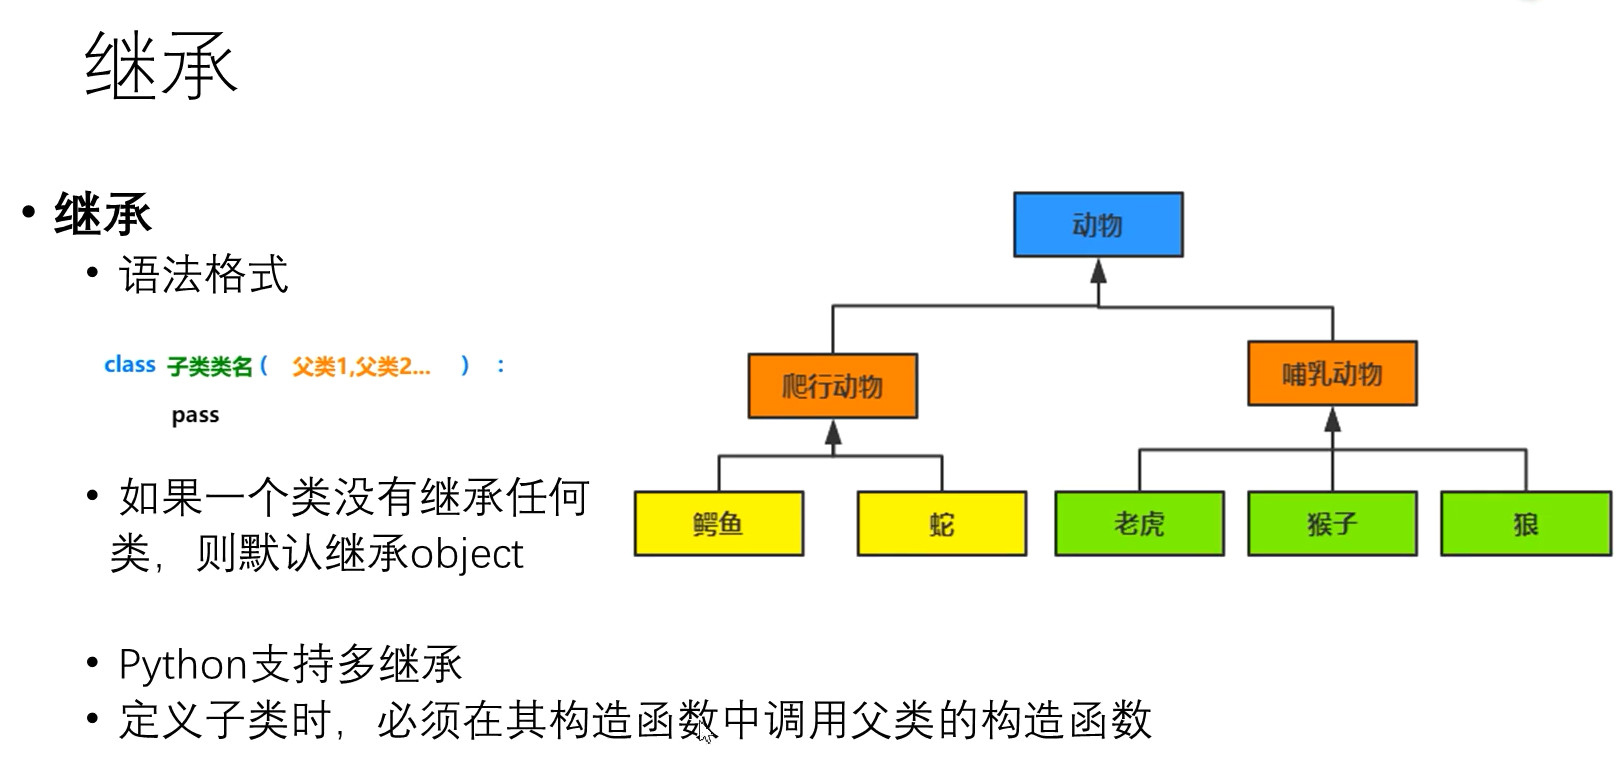 继承
• 继承
• 语法格式
class 子类类名 ( 父类1,父类2... ) :
pass
• 如果一个类没有继承任何
类，则默认继承object
• Python支持多继承
• 定义子类时，必须在其构造函数中调用父类的构造函数
动物
爬行动物
哺乳动物
鳄鱼
蛇
老虎
猴子
狼